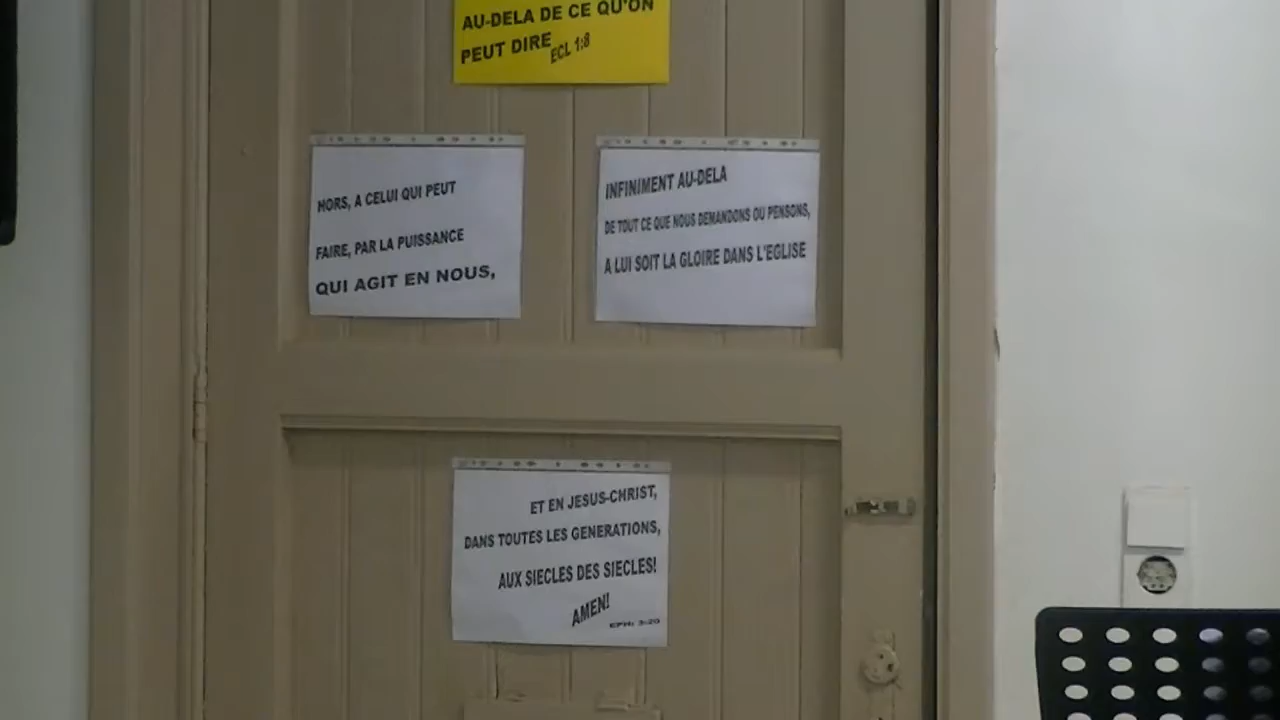 AU-DELA DE CE QU'ON
PEUT DIRE ECL 1:8
HORS, A CELUI QUI PEUT
FAIRE, PAR LA PUISSANCE
QUI AGIT EN NOUS,
INFINIMENT AU-DELA
DE TOUT CE QUE NOUS DEMANDONS OU PENSONS,
A LUI SOIT LA GLOIRE DANS L'EGLISE
ET EN JESUS-CHRIST,
DANS TOUTES LES GENERATIONS,
AUX SIECLES DES SIECLES!
AMEN!
EPH: 3:20